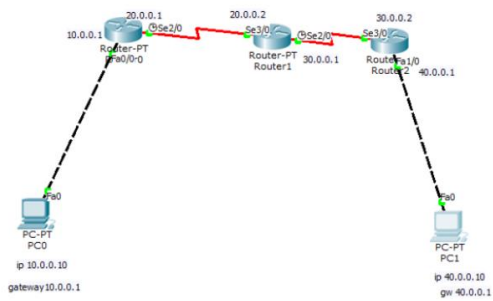 20.0.0.1
Se2/0
10.0.0.1
Router-PT
Fa0/0
20.0.0.2
Se3/0
Se2/0
Router-PT
Router1
30.0.0.1
30.0.0.2
Se3/0
Fa1/0
40.0.0.1
Fa0
PC-PT
PC0
ip 10.0.0.10
gateway10.0.0.1
Fa0
PC-PT
PC1
ip 40.0.0.10
gw 40.0.0.1